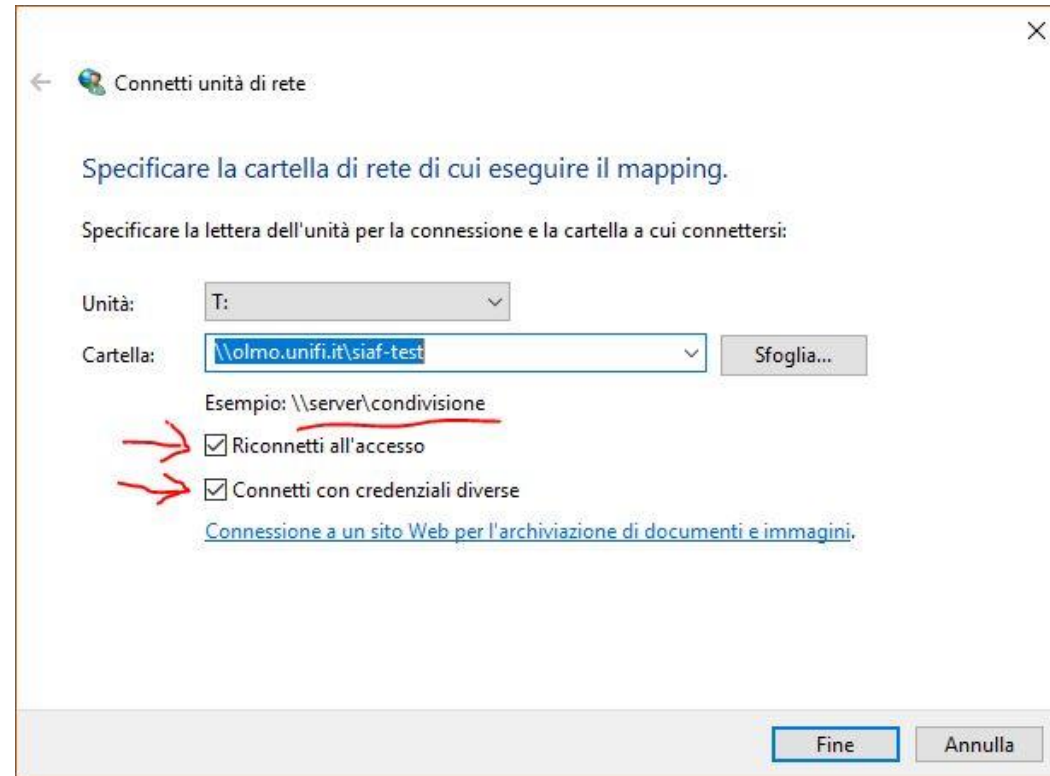 Connetti unità di rete
Specificare la cartella di rete di cui eseguire il mapping.
Specificare la lettera dell'unità per la connessione e la cartella a cui connettersi:
Unità: T:
Cartella: \\olmo.unifi.it\siaf-test Sfoglia...
Esempio: \\server\condivisione
Riconnetti all'accesso
Connetti con credenziali diverse
Connessione a un sito Web per l'archiviazione di documenti e immagini.
Fine Annulla